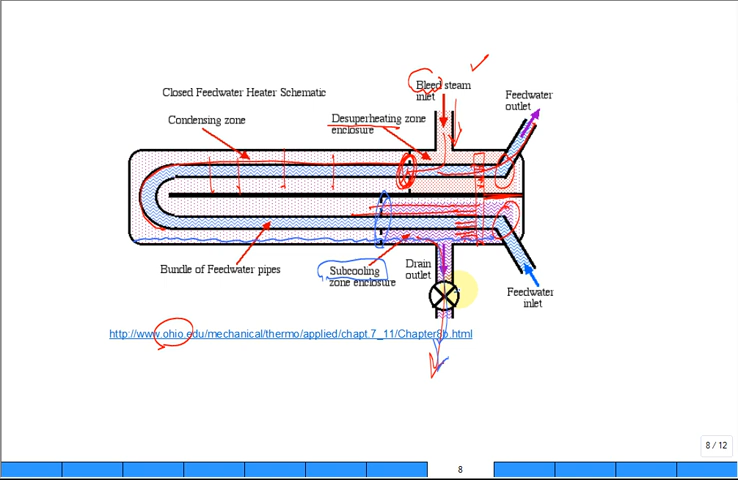 Bleed steam
inlet
Closed Feedwater Heater Schematic
Feedwater
outlet
Condensing zone
Desuperheating zone
enclosure
Bundle of Feedwater pipes
Subcooling
zone enclosure
Drain
outlet
Feedwater
inlet
http://www.ohio.edu/mechanical/thermo/applied/chapt.7_11/Chapter8b.html
8 / 12
8